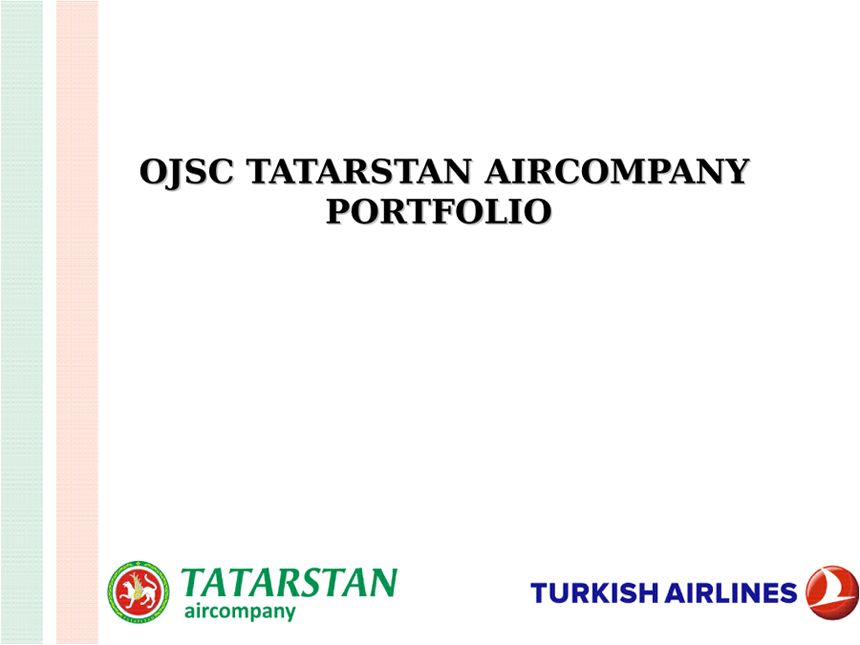 OJSC TATARSTAN AIRCOMPANY
PORTFOLIO
TATARSTAN
aircompany
TURKISH AIRLINES